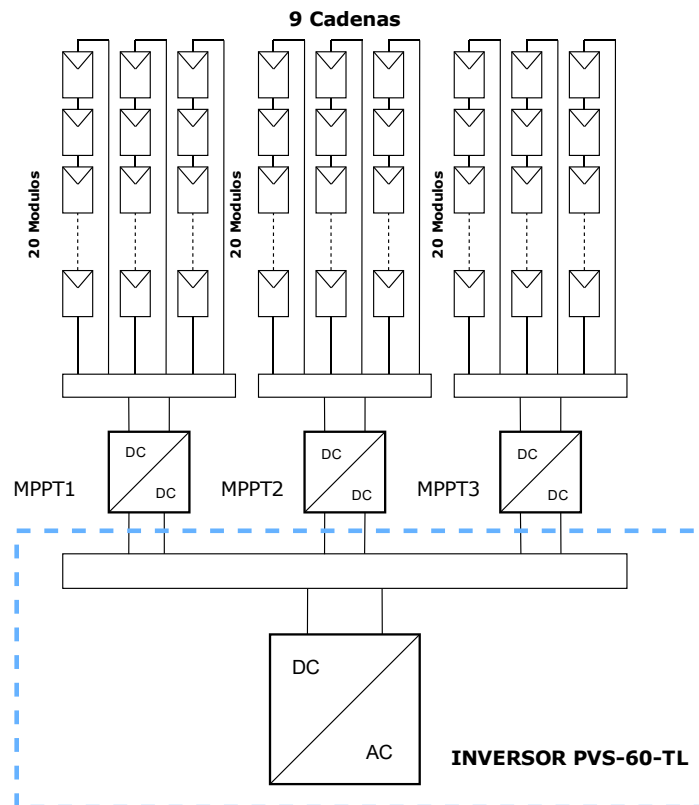 9 Cadenas
20 Modulos
20 Modulos
20 Modulos
DC
DC
MPPT1
DC
DC
MPPT2
DC
DC
MPPT3
DC
AC
INVERSOR PVS-60-TL